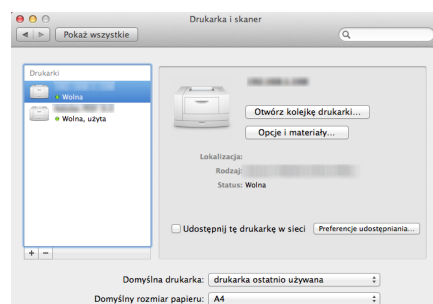 Drukarka i skaner
Pokaż wszystkie
Drukarki
Wolna
Wolna, użyta
Otwórz kolejkę drukarki...
Opcje i materiały...
Lokalizacja:
Rodzaj:
Status: Wolna
Udostępnij tę drukarkę w sieci
Preferencje udostępniania...
+ −
Domyślna drukarka: drukarka ostatnio używana
Domyślny rozmiar papieru: A4